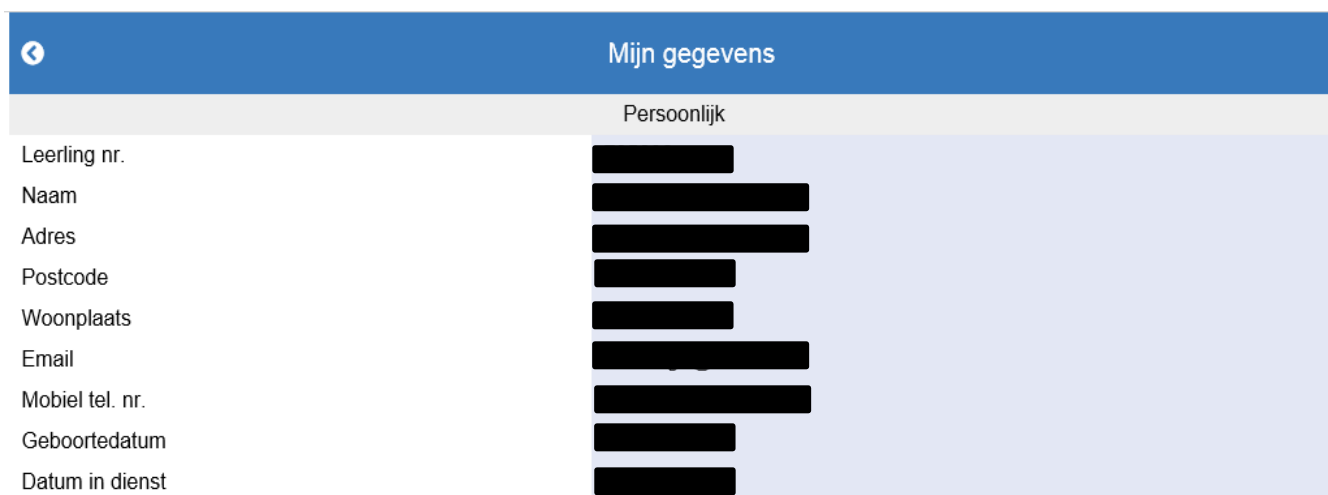 Mijn gegevens
Persoonlijk
Leerling nr.
Naam
Adres
Postcode
Woonplaats
Email
Mobiel tel. nr.
Geboortedatum
Datum in dienst